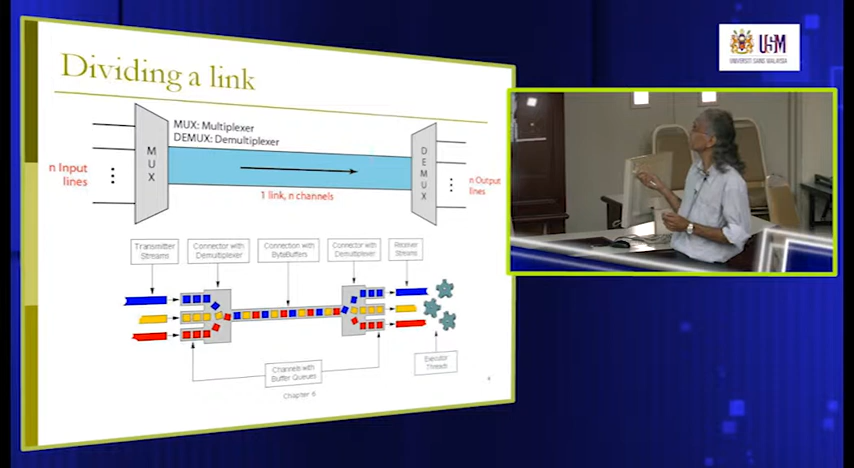 Dividing a link
MUX: Multiplexer
DEMUX: Demultiplexer
n Input
lines
M
U
X
1 link, n channels
D
E
M
U
X
n Output
lines
Transmitter
Streams
Connector with
Demultiplexer
Connection with
ByteBuffers
Connector with
Demultiplexer
Receiver
Streams
Channels with
Buffer Queues
Executor
Threads
Chapter 6
4
USM
UNIVERSITI SAINS MALAYSIA